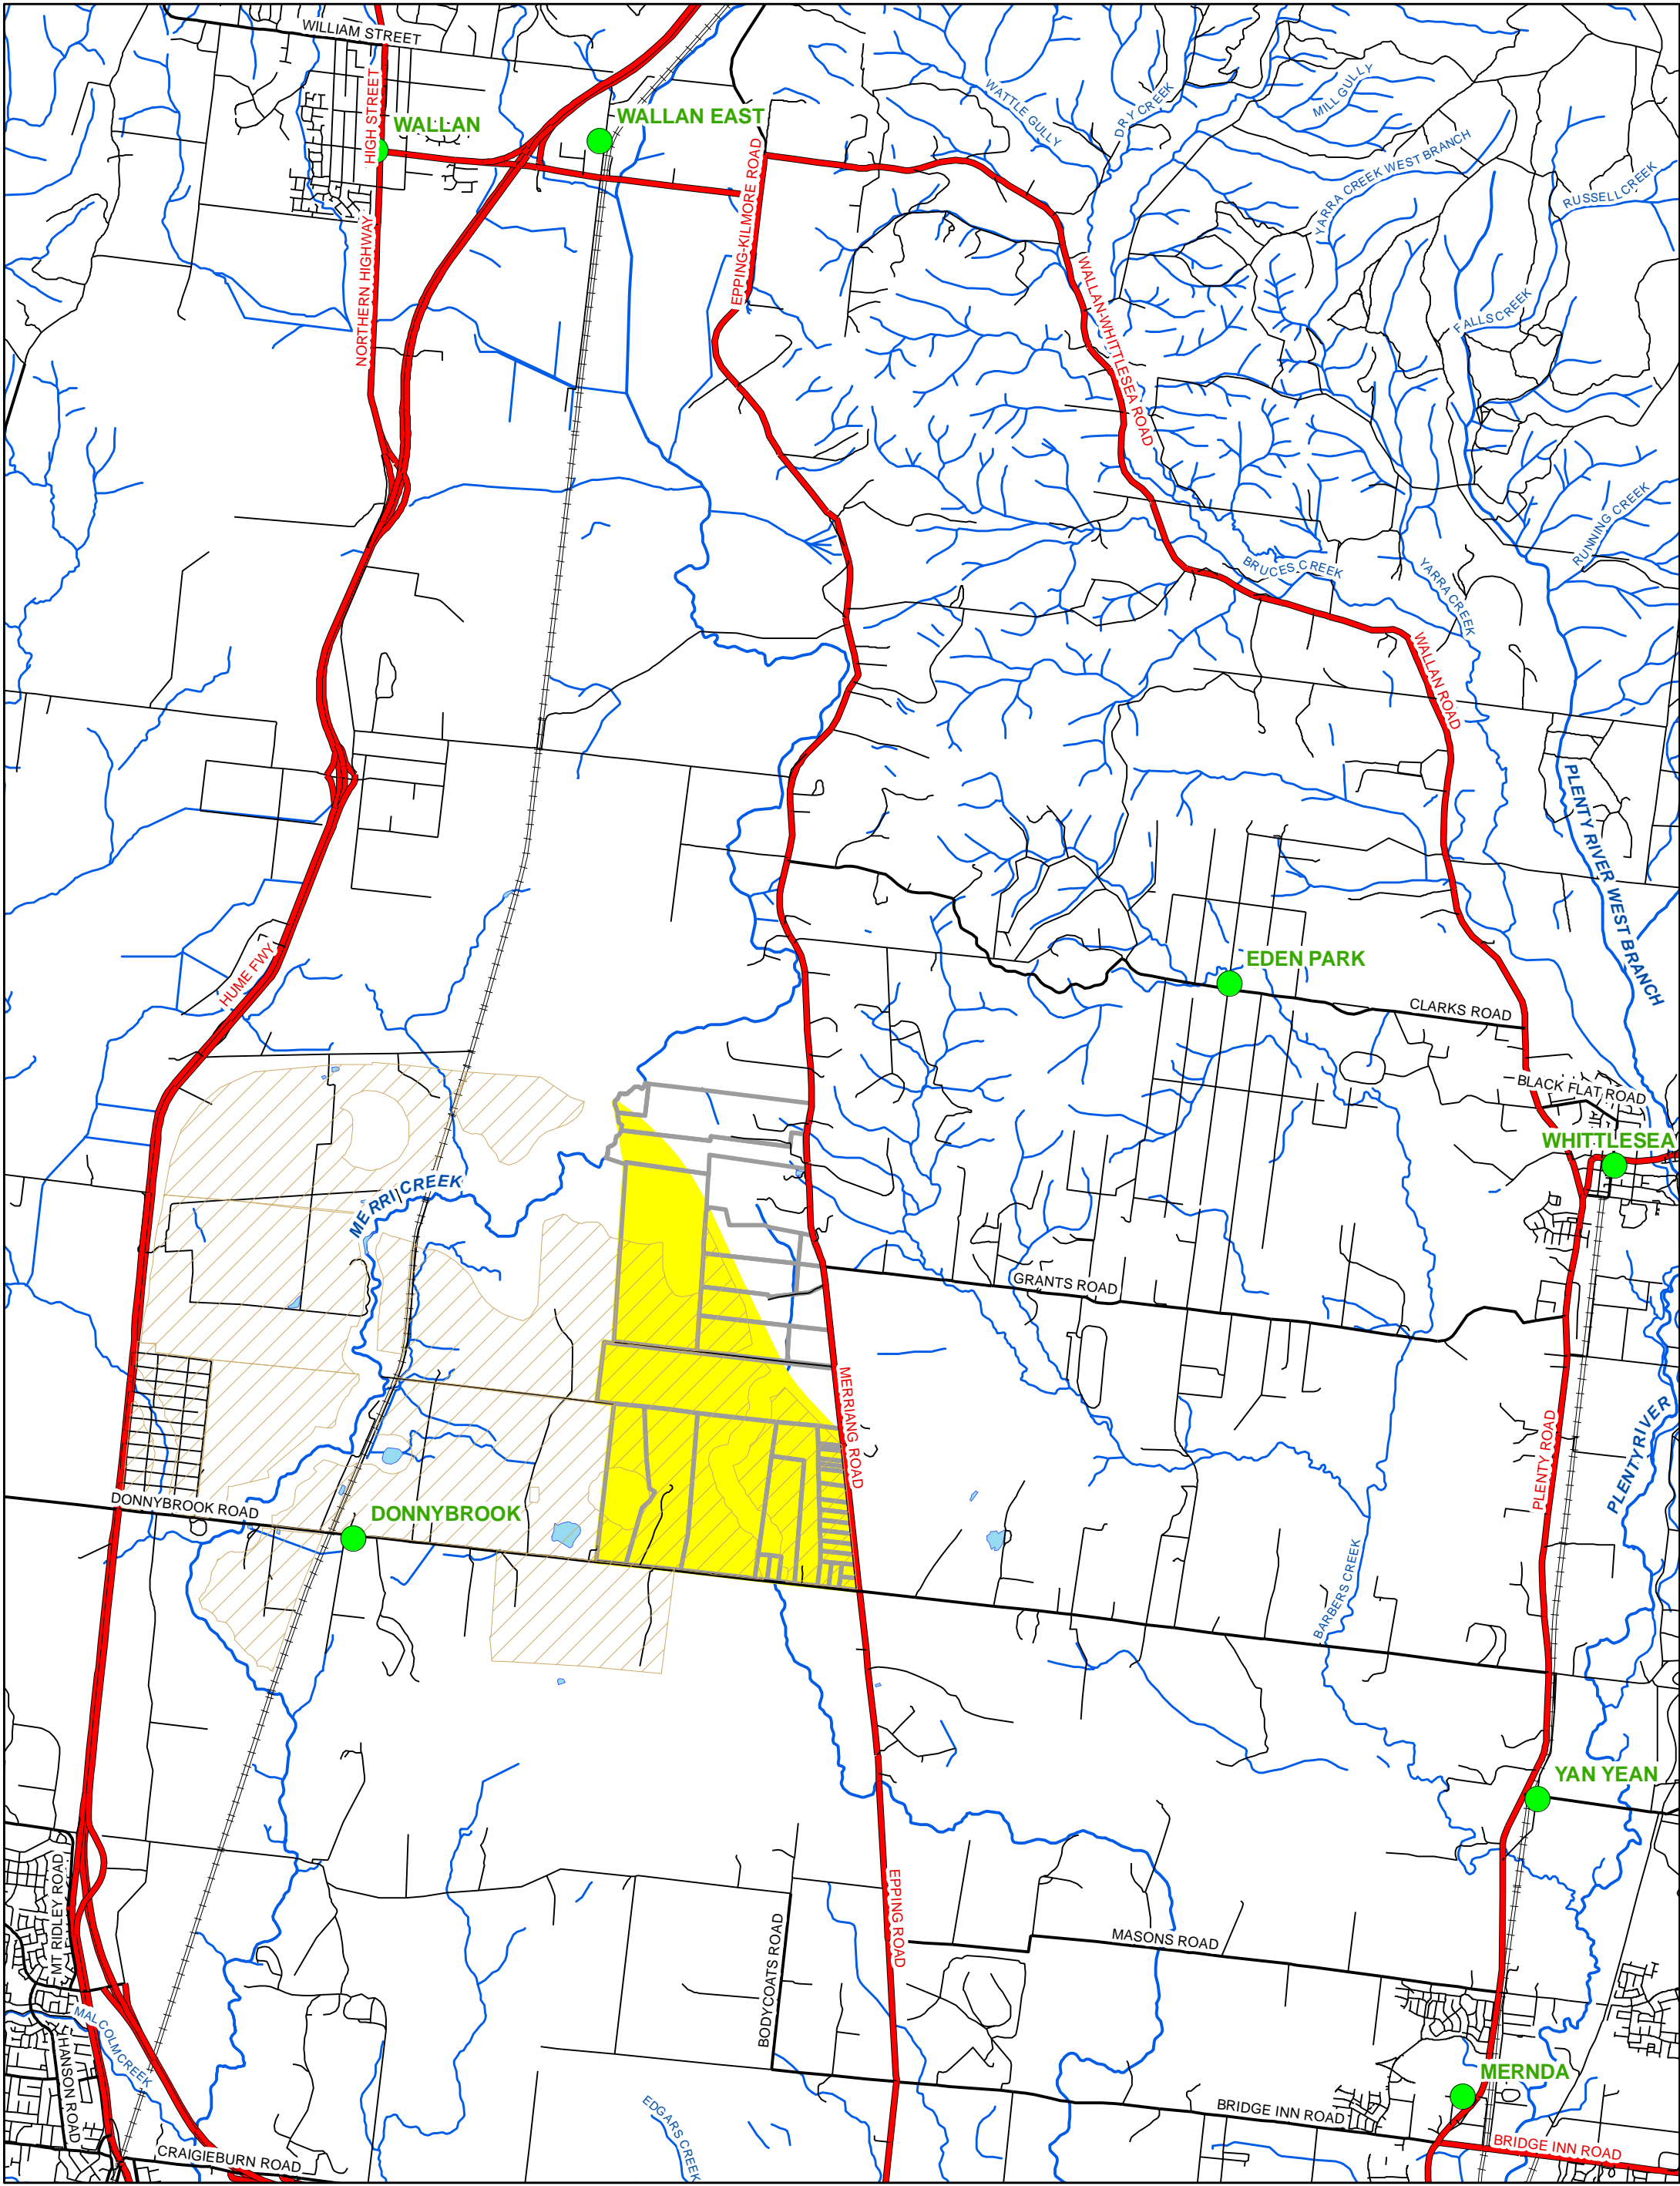 WILLIAM STREET
HIGH STREET
WALLAN
WALLAN EAST
NORTHERN HIGHWAY
EPPING-KILMORE ROAD
WATTLE GULLY
DRY CREEK
MILL GULLY
YARRA CREEK WEST BRANCH
RUSSELL CREEK
WALLAN-WHITTLESEA ROAD
FALLS CREEK
RUNNING CREEK
BRUCES CREEK
YARRA CREEK
WALLAN ROAD
PLENTY RIVER WEST BRANCH
HUME FWY
EDEN PARK
CLARKS ROAD
BLACK FLAT ROAD
WHITTLESEA
MERRI CREEK
GRANTS ROAD
MERRIANG ROAD
PLENTY ROAD
PLENTY RIVER
DONNYBROOK ROAD
DONNYBROOK
BARBERS CREEK
YAN YEAN
MT RIDLEY ROAD
EPPING ROAD
BODYCOATS ROAD
MASONS ROAD
MALCOLM CREEK
HANSON ROAD
MERNDA
EDGARS CREEK
BRIDGE INN ROAD
BRIDGE INN ROAD
CRAIGIEBURN ROAD